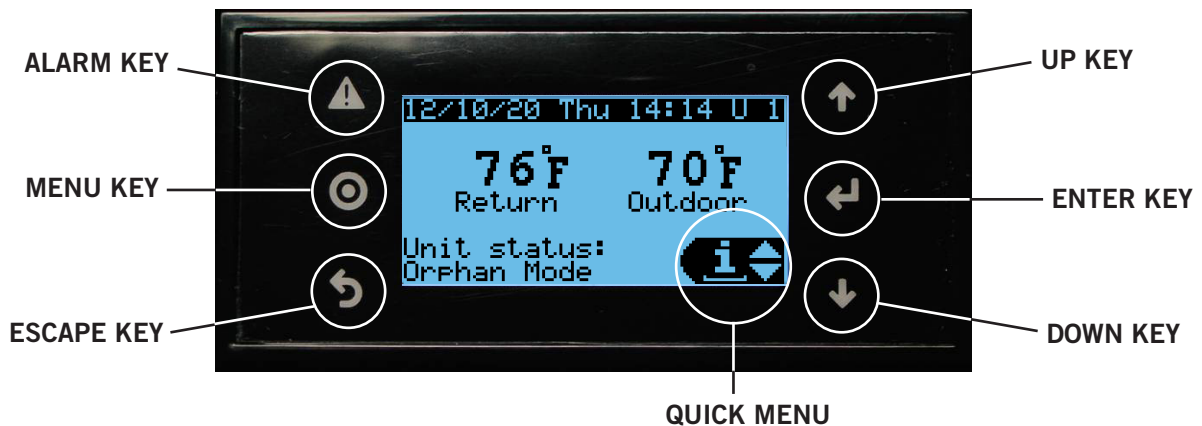 ALARM KEY
UP KEY
12/10/20 Thu 14:14 U 1
76°F 70°F
Return Outdoor
MENU KEY
ENTER KEY
Unit status:
Orphan Mode
i
ESCAPE KEY
DOWN KEY
QUICK MENU